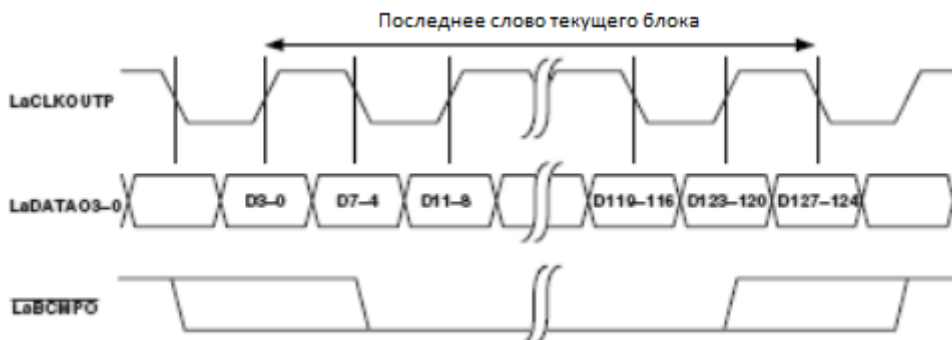 Последнее слово текущего блока
LaCLKOUTP
LaDATAO3–0
D3–0 D7–4 D11–8 D119–116 D123–120 D127–124
LaBCMPO